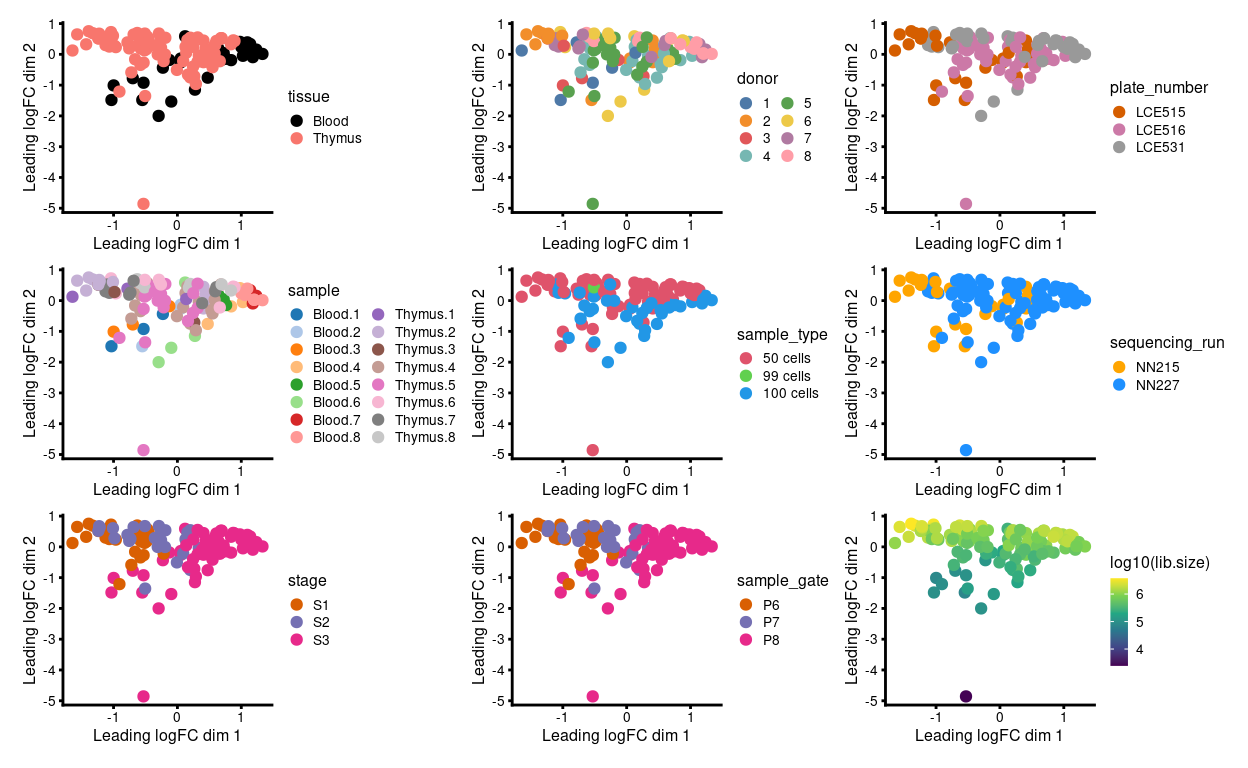 1
0
-1
-2
-3
-4
-5
-1 0 1
Leading logFC dim 1
Leading logFC dim 2
tissue
Blood
Thymus
-1 0 1
Leading logFC dim 1
Leading logFC dim 2
donor
1 5
2 6
3 7
4 8
1
0
-1
-2
-3
-4
-5
-1 0 1
Leading logFC dim 1
Leading logFC dim 2
plate_number
LCE515
LCE516
LCE531
1
0
-1
-2
-3
-4
-5
-1 0 1
Leading logFC dim 1
Leading logFC dim 2
sample
Blood.1 Thymus.1
Blood.2 Thymus.2
Blood.3 Thymus.3
Blood.4 Thymus.4
Blood.5 Thymus.5
Blood.6 Thymus.6
Blood.7 Thymus.7
Blood.8 Thymus.8
1
0
-1
-2
-3
-4
-5
-1 0 1
Leading logFC dim 1
Leading logFC dim 2
sample_type
50 cells
99 cells
100 cells
1
0
-1
-2
-3
-4
-5
-1 0 1
Leading logFC dim 1
Leading logFC dim 2
sequencing_run
NN215
NN227
1
0
-1
-2
-3
-4
-5
-1 0 1
Leading logFC dim 1
Leading logFC dim 2
stage
S1
S2
S3
1
0
-1
-2
-3
-4
-5
-1 0 1
Leading logFC dim 1
Leading logFC dim 2
sample_gate
P6
P7
P8
1
0
-1
-2
-3
-4
-5
-1 0 1
Leading logFC dim 1
Leading logFC dim 2
log10(lib.size)
6
5
4
1
0
-1
-2
-3
-4
-5